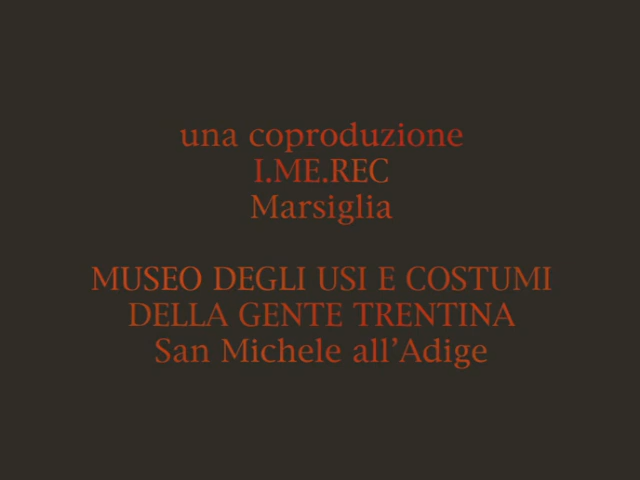 una coproduzione
I.ME.REC
Marsiglia
MUSEO DEGLI USI E COSTUMI
DELLA GENTE TRENTINA
San Michele all’Adige